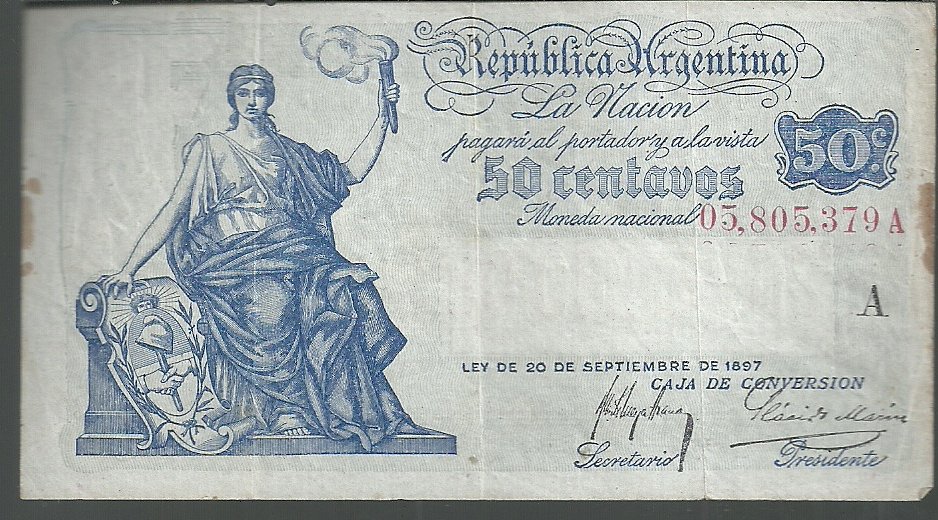 República Argentina
La Nacion
pagará al portador y a la vista
50 centavos
50 c.
Moneda nacional 05,805,379 A
A
LEY DE 20 DE SEPTIEMBRE DE 1897
CAJA DE CONVERSION
Secretario
Presidente